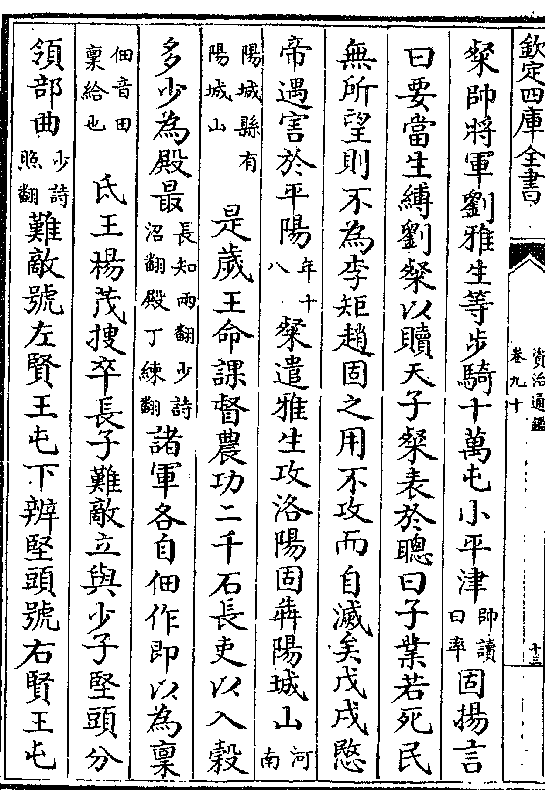 欽定四庫全書
資治通鑑
卷九十
十三
粲帥將軍劉雅生等步騎十萬屯小平津帥讀曰率固揚言
曰要當生縛劉粲以贖天子粲表於聰曰子業若死民
無所望則不為李矩趙固之用不攻而自滅矣戊戌愍
帝遇害於平陽年十八粲遣雅生攻洛陽固犇陽城山河南
陽城縣有陽城山 是歲王命課督農功二千石長吏以入穀
多少為殿最長知兩翻少詩沼翻殿丁練翻諸軍各自佃作即以為稟
佃音田稟給也 氐王楊茂搜卒長子難敵立與少子堅頭分
領部曲少詩照翻難敵號左賢王屯下辨堅頭號右賢王屯